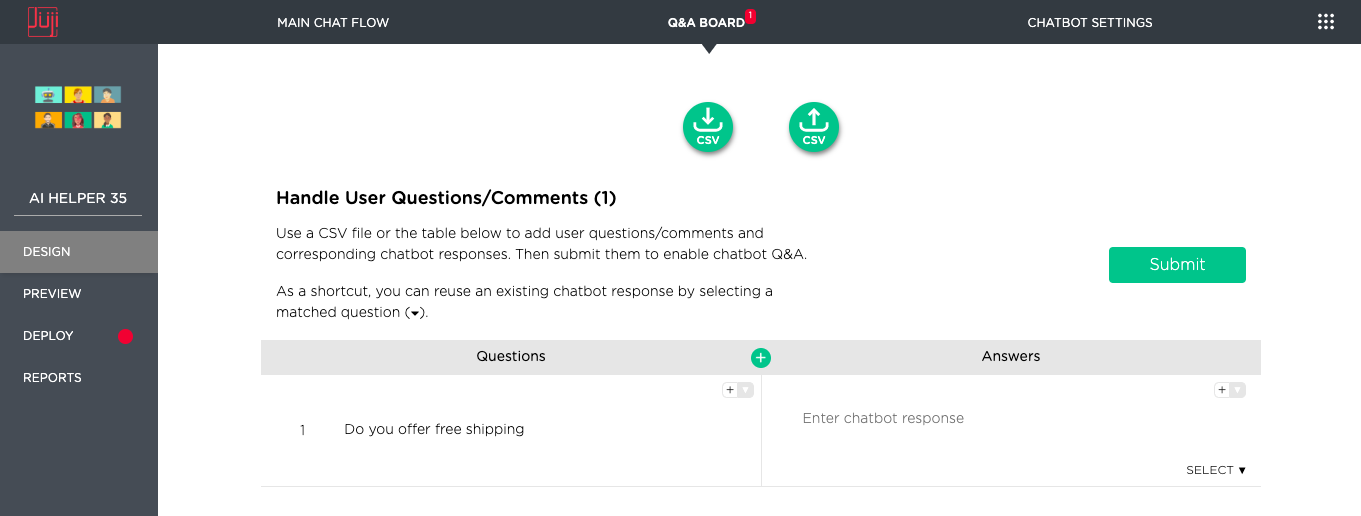 Juji
MAIN CHAT FLOW
Q&A BOARD
1
CHATBOT SETTINGS
AI HELPER 35
DESIGN
PREVIEW
DEPLOY
REPORTS
CSV
CSV
Handle User Questions/Comments (1)
Use a CSV file or the table below to add user questions/comments and
corresponding chatbot responses. Then submit them to enable chatbot Q&A.
As a shortcut, you can reuse an existing chatbot response by selecting a
matched question (▾).
Submit
Questions
+
Answers
+ ▾
+ ▾
1
Do you offer free shipping
Enter chatbot response
SELECT ▼